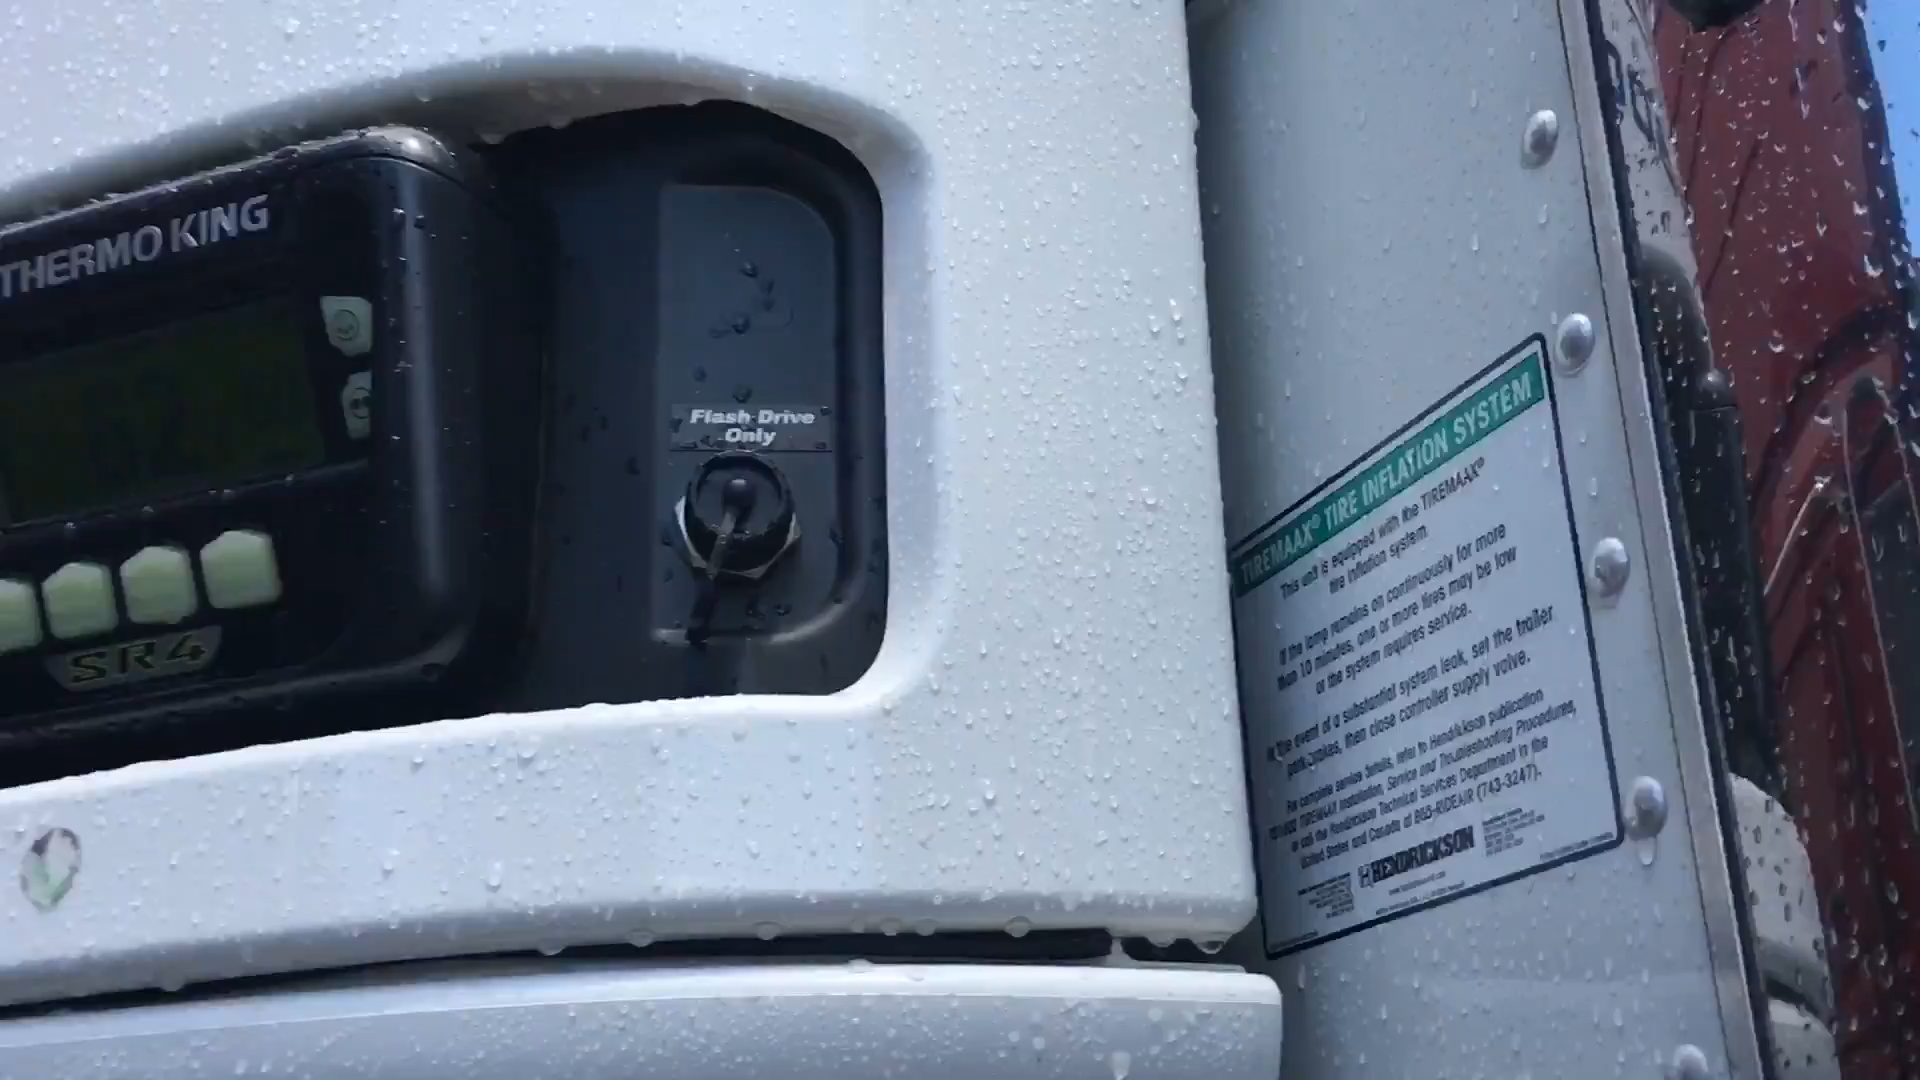 THERMO KING
SR4
Flash Drive
Only
TIREMAAX® TIRE INFLATION SYSTEM
This unit is equipped with the TIREMAAX®
tire inflation system.
If the lamp remains on continuously for more
than 10 minutes, one or more tires may be low
or the system requires service.
In the event of a substantial system leak, set the trailer
park brakes, then close controller supply valve.
For complete service details, refer to Hendrickson publication
TIREMAAX Installation, Service and Troubleshooting Procedures,
or call the Hendrickson Technical Services Department in the
United States and Canada at 866-RIDEAIR (743-3247).
HENDRICKSON